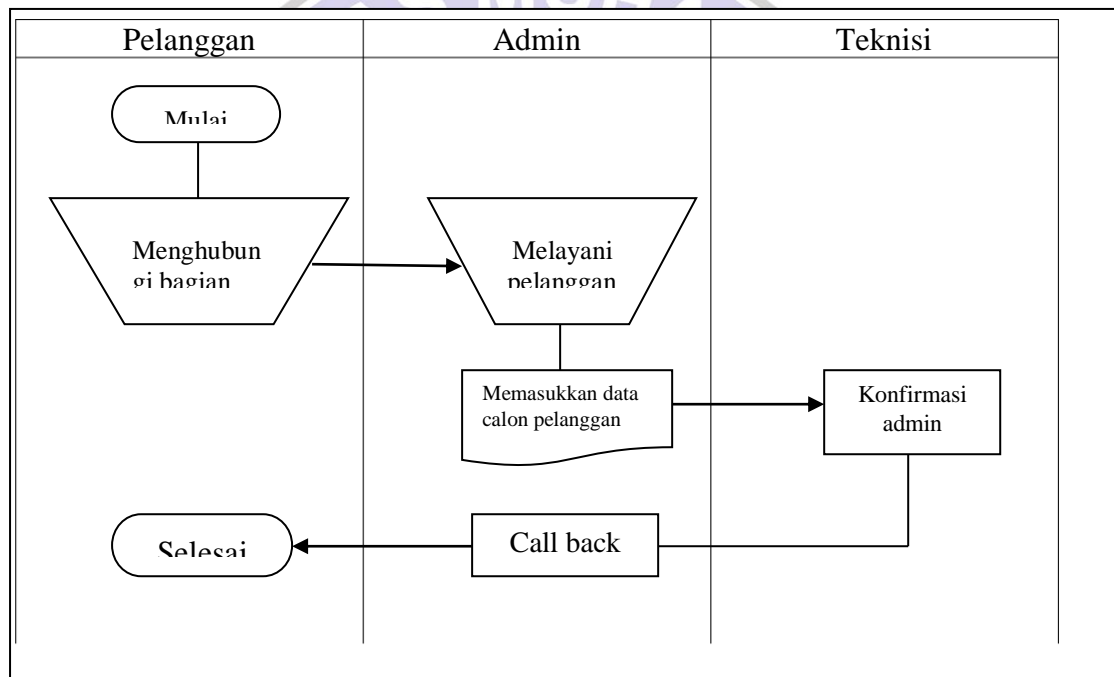 Pelanggan Admin Teknisi
Mulai
Menghubun
gi bagian
Melayani
pelanggan
Memasukkan data
calon pelanggan
Konfirmasi
admin
Selesai
Call back